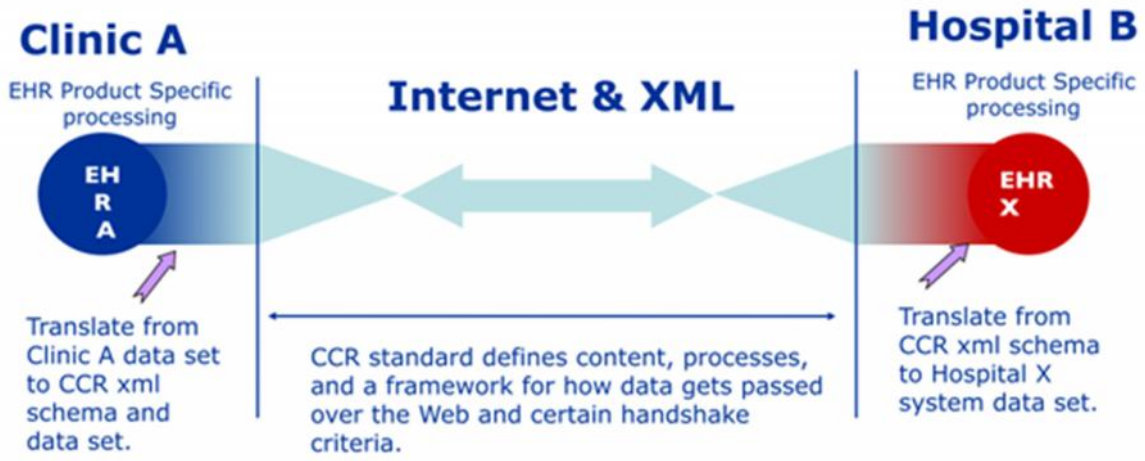 Clinic A
EHR Product Specific
processing
EH
R
A
Translate from
Clinic A data set
to CCR xml
schema and
data set.
Internet & XML
CCR standard defines content, processes,
and a framework for how data gets passed
over the Web and certain handshake
criteria.
Hospital B
EHR Product Specific
processing
EHR
X
Translate from
CCR xml schema
to Hospital X
system data set.